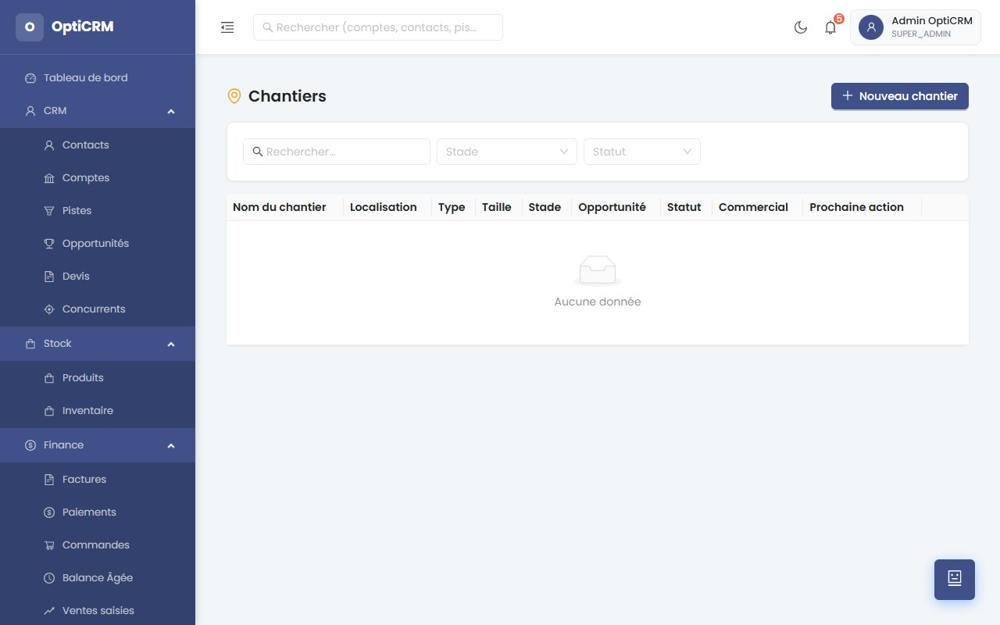 O OptiCRM
Rechercher (comptes, contacts, pis...
5
Admin OptiCRM
SUPER_ADMIN
Tableau de bord
CRM
Contacts
Comptes
Pistes
Opportunités
Devis
Concurrents
Stock
Produits
Inventaire
Finance
Factures
Paiements
Commandes
Balance Âgée
Ventes saisies
Chantiers
Nouveau chantier
Rechercher... Stade Statut
Nom du chantier Localisation Type Taille Stade Opportunité Statut Commercial Prochaine action
Aucune donnée